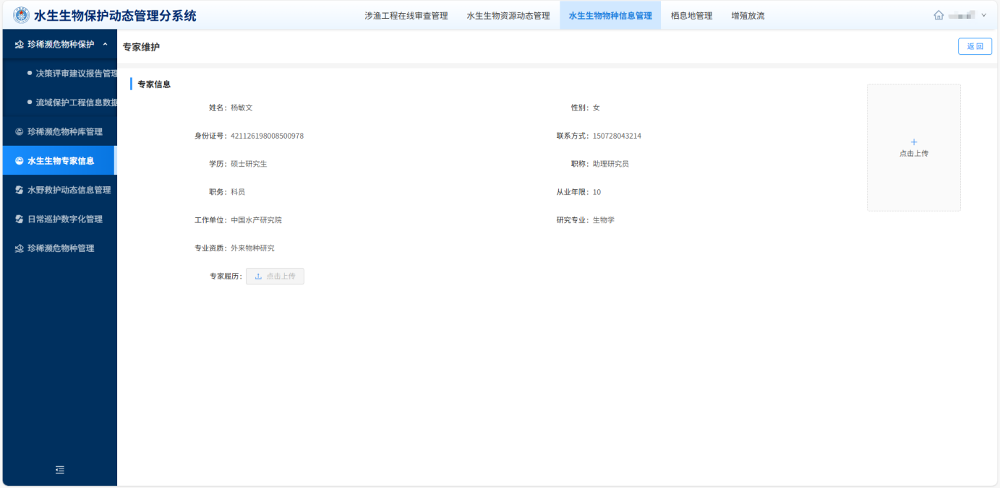 水生生物保护动态管理分系统
涉渔工程在线审查管理 水生生物资源动态管理 水生生物物种信息管理 栖息地管理 增殖放流
珍稀濒危物种保护
决策评审建议报告管理
流域保护工程信息数据
珍稀濒危物种库管理
水生生物专家信息
水野救护动态信息管理
日常巡护数字化管理
珍稀濒危物种管理
专家维护
返回
专家信息
姓名: 杨敏文 性别: 女
身份证号: 421126198008500978 联系方式: 150728043214
学历: 硕士研究生 职称: 助理研究员
职务: 科员 从业年限: 10
工作单位: 中国水产研究院 研究专业: 生物学
专业资质: 外来物种研究
专家履历: 点击上传
点击上传